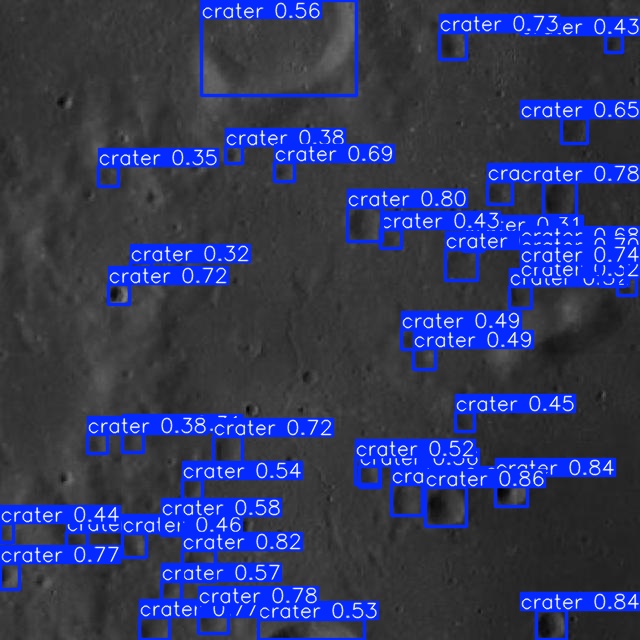 crater 0.56
crater 0.73
0.43
crater 0.65
crater 0.38
crater 0.35
crater 0.69
crater 0.78
crater 0.80
crater 0.43
crater
crater 0.32
crater 0.74
crater 0.72
crater 0.49
crater 0.49
crater 0.45
crater 0.38
crater 0.72
crater 0.52
crater 0.54
0.84
crater 0.86
crater 0.58
crater 0.44
crater 0.46
crater 0.82
crater 0.77
crater 0.57
crater 0.78
crater 0.84
crater
crater 0.53